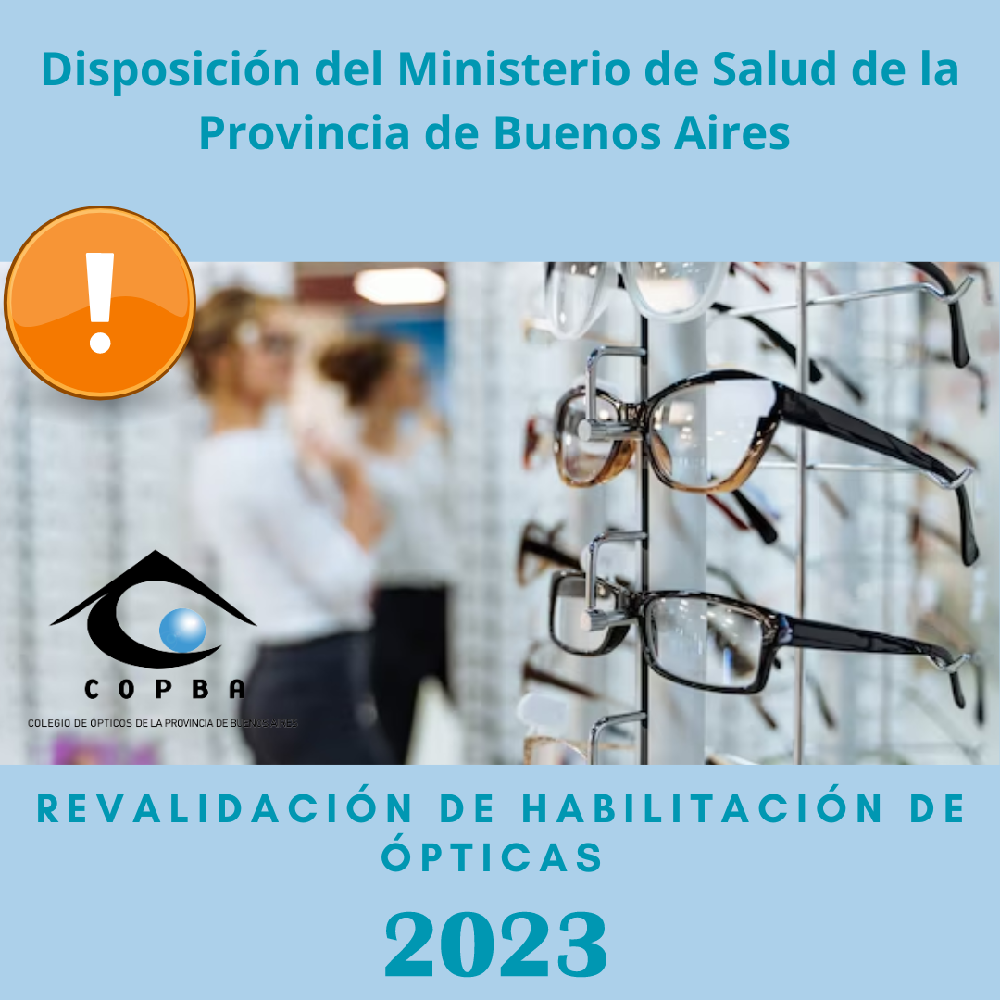 Disposición del Ministerio de Salud de la
Provincia de Buenos Aires
!
COPBA
COLEGIO DE ÓPTICOS DE LA PROVINCIA DE BUENOS AIRES
REVALIDACIÓN DE HABILITACIÓN DE
ÓPTICAS
2023